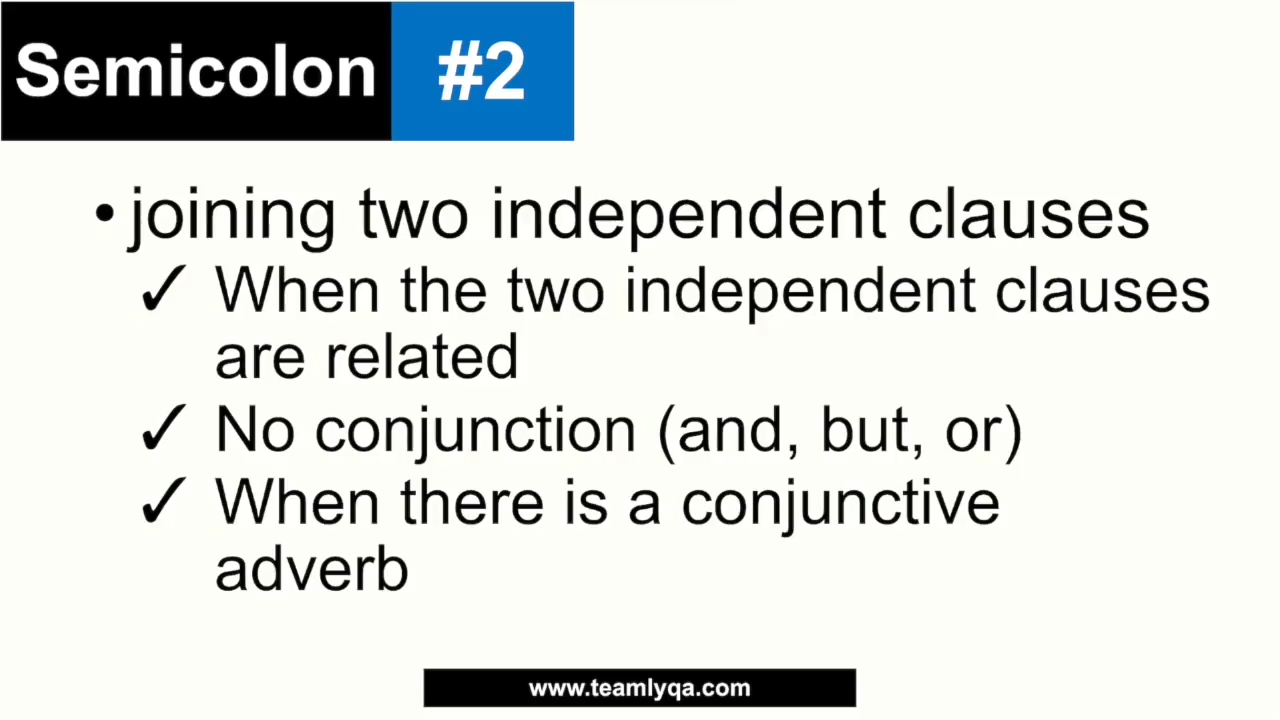 Semicolon #2
• joining two independent clauses
✓ When the two independent clauses
are related
✓ No conjunction (and, but, or)
✓ When there is a conjunctive
adverb
www.teamlyqa.com